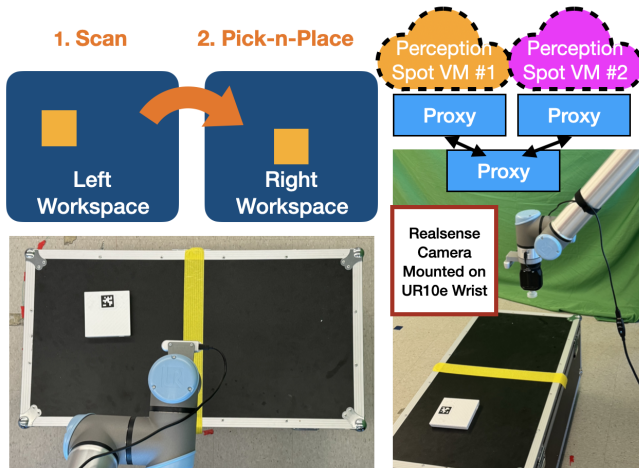 1. Scan
2. Pick-n-Place
Left
Workspace
Right
Workspace
Perception
Spot VM #1
Perception
Spot VM #2
Proxy
Proxy
Proxy
Realsense
Camera
Mounted on
UR10e Wrist